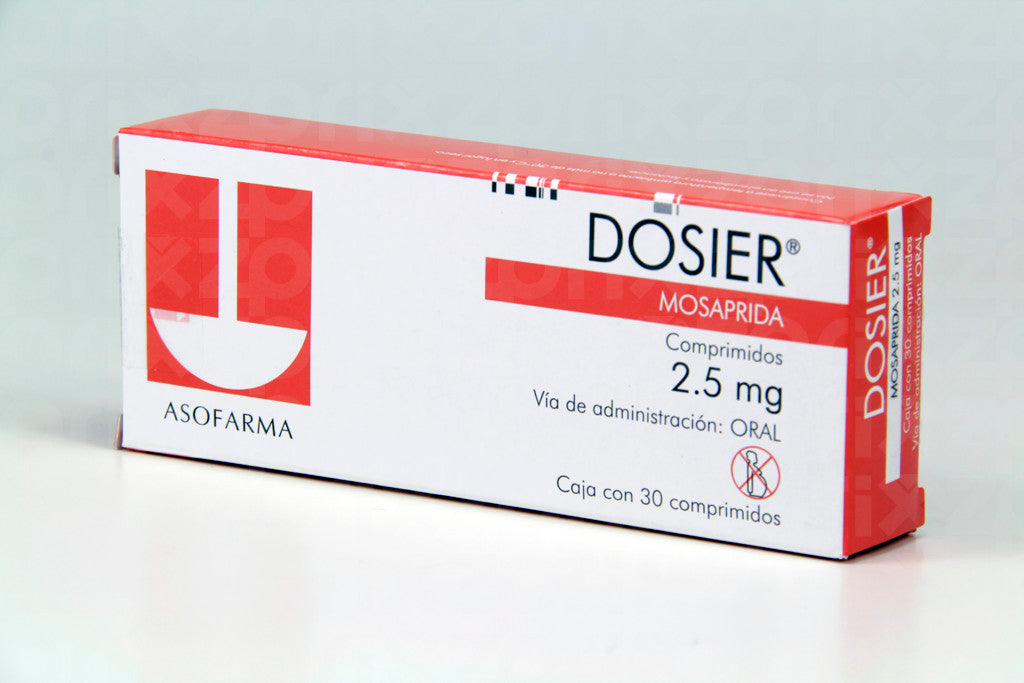 DOSIER®
MOSAPRIDA
Comprimidos
2.5 mg
Vía de administración: ORAL
Caja con 30 comprimidos
ASOFARMA
DOSIER®
MOSAPRIDA 2.5 mg
Caja con 30 comprimidos
Vía de administración: ORAL